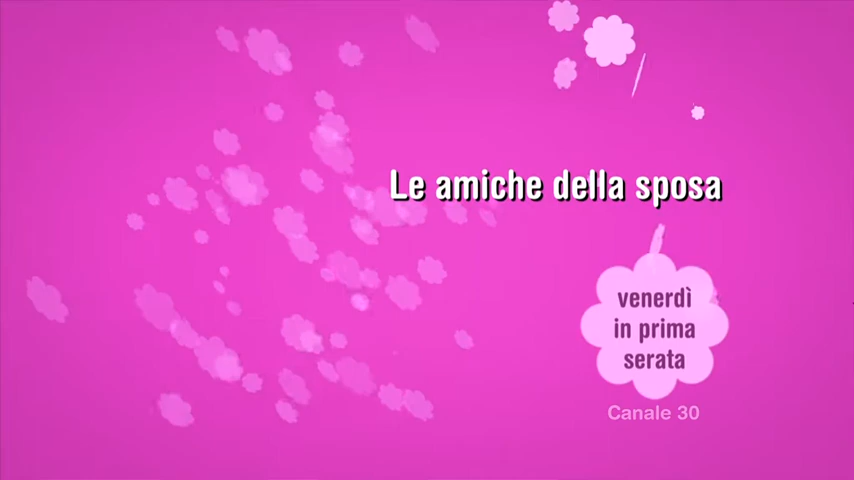 Le amiche della sposa
venerdì
in prima
serata
Canale 30